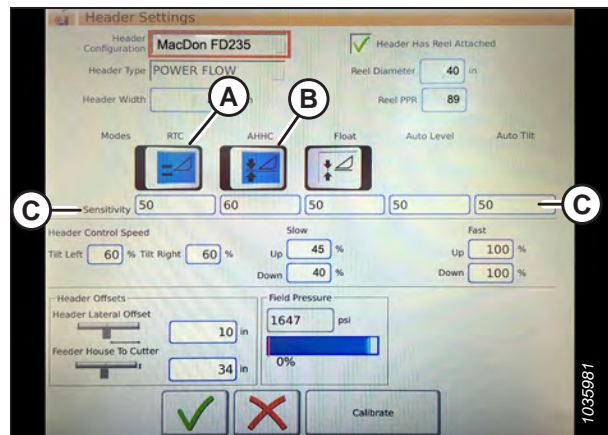 Header Settings
Header Configuration MacDon FD235
Header Has Reel Attached
Header Type POWER FLOW
Reel Diameter 40 in
Header Width
Reel PPR 89
A
B
Modes RTC AHHC Float Auto Level Auto Tilt
C Sensitivity 50 60 50 50 50 C
Header Control Speed Slow Fast
Tilt Left 60 % Tilt Right 60 % Up 45 % Up 100 %
Down 40 % Down 100 %
Header Offsets Field Pressure
Header Lateral Offset
10 in 1647 psi
Feeder House To Cutter
34 in 0%
Calibrate
1035981